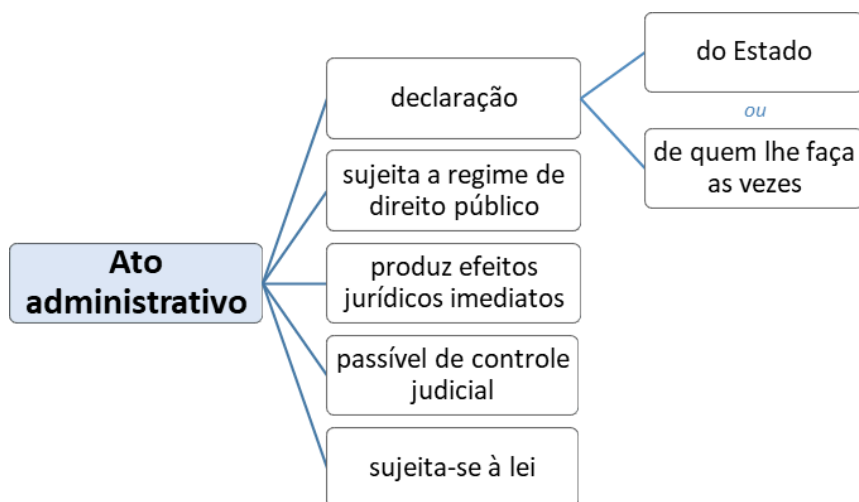 Ato
administrativo
declaração
do Estado
ou
de quem lhe faça
as vezes
sujeita a regime de
direito público
produz efeitos
jurídicos imediatos
passível de controle
judicial
sujeita-se à lei